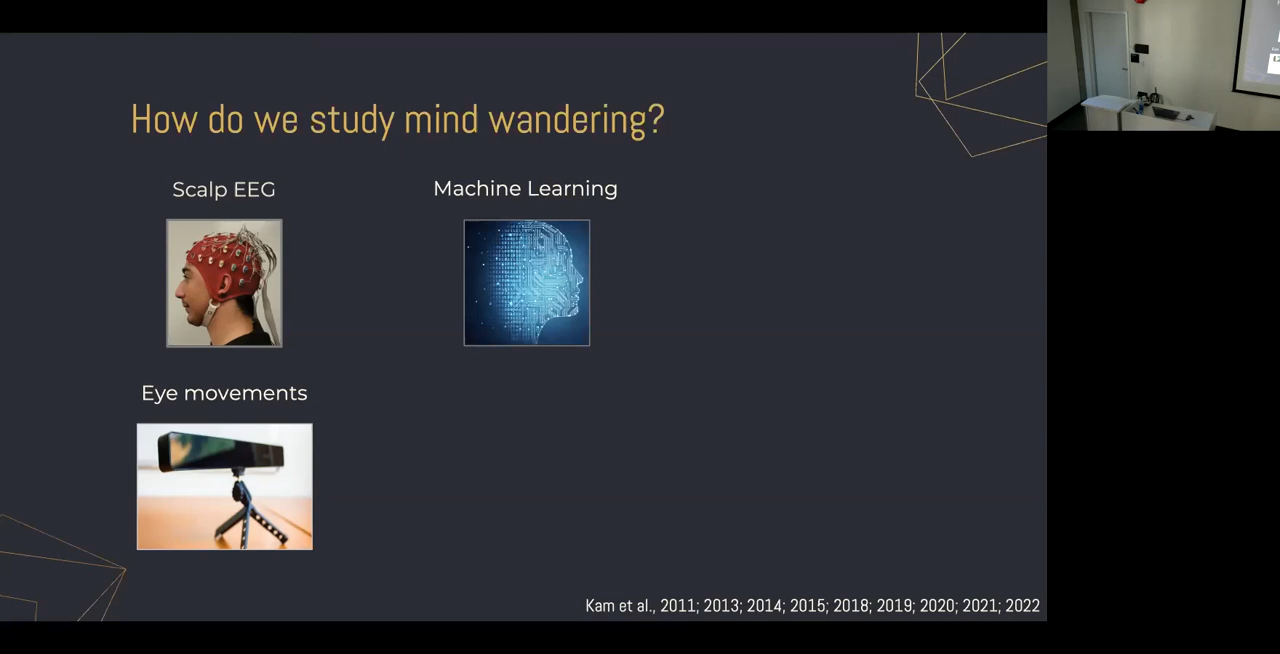 How do we study mind wandering?
Scalp EEG
Machine Learning
Eye movements
Kam et al., 2011; 2013; 2014; 2015; 2018; 2019; 2020; 2021; 2022